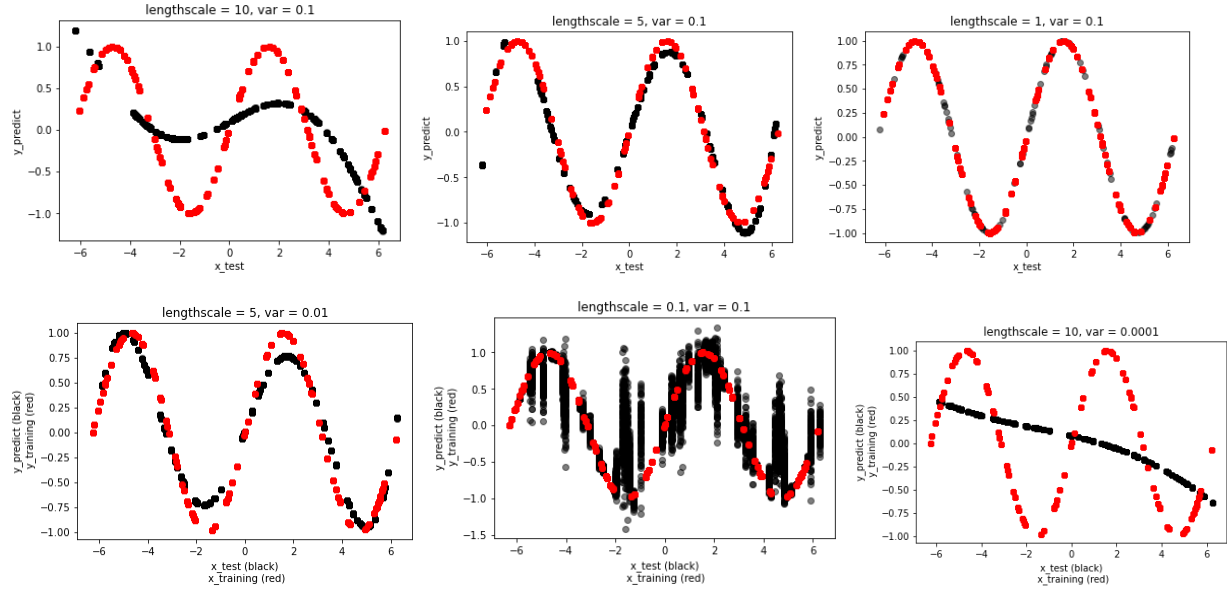 lengthscale = 10, var = 0.1
1.0
0.5
0.0
−0.5
−1.0
y_predict
−6 −4 −2 0 2 4 6
x_test
lengthscale = 5, var = 0.1
1.0
0.5
0.0
−0.5
−1.0
y_predict
−6 −4 −2 0 2 4 6
x_test
lengthscale = 1, var = 0.1
1.00
0.75
0.50
0.25
0.00
−0.25
−0.50
−0.75
−1.00
y_predict
−6 −4 −2 0 2 4 6
x_test
lengthscale = 5, var = 0.01
1.00
0.75
0.50
0.25
0.00
−0.25
−0.50
−0.75
−1.00
y_predict (black)
y_training (red)
−6 −4 −2 0 2 4 6
x_test (black)
x_training (red)
lengthscale = 0.1, var = 0.1
1.0
0.5
0.0
−0.5
−1.0
−1.5
y_predict (black)
y_training (red)
−6 −4 −2 0 2 4 6
x_test (black)
x_training (red)
lengthscale = 10, var = 0.0001
1.00
0.75
0.50
0.25
0.00
−0.25
−0.50
−0.75
−1.00
y_predict (black)
y_training (red)
−6 −4 −2 0 2 4 6
x_test (black)
x_training (red)